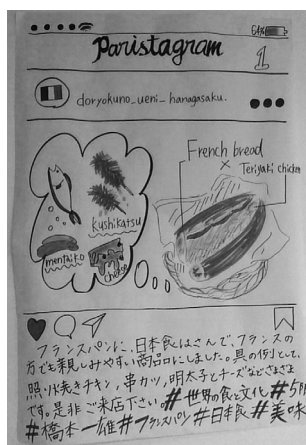 64%
Paristagram
1
doryokuno_ueni_hanagasaku.
French bread
×
Teriyaki chicken
kushikatsu
mentaiko
cheese
フランスパンに、日本食はさんで、フランスの
方でも親しみやすい商品にしました。具の例として、
照り焼きチキン、串カツ、明太子とチーズなどさまざま
です。是非ご来店下さい。#世界の食と文化
#橋本一雄#フランスパン#日本食#美味